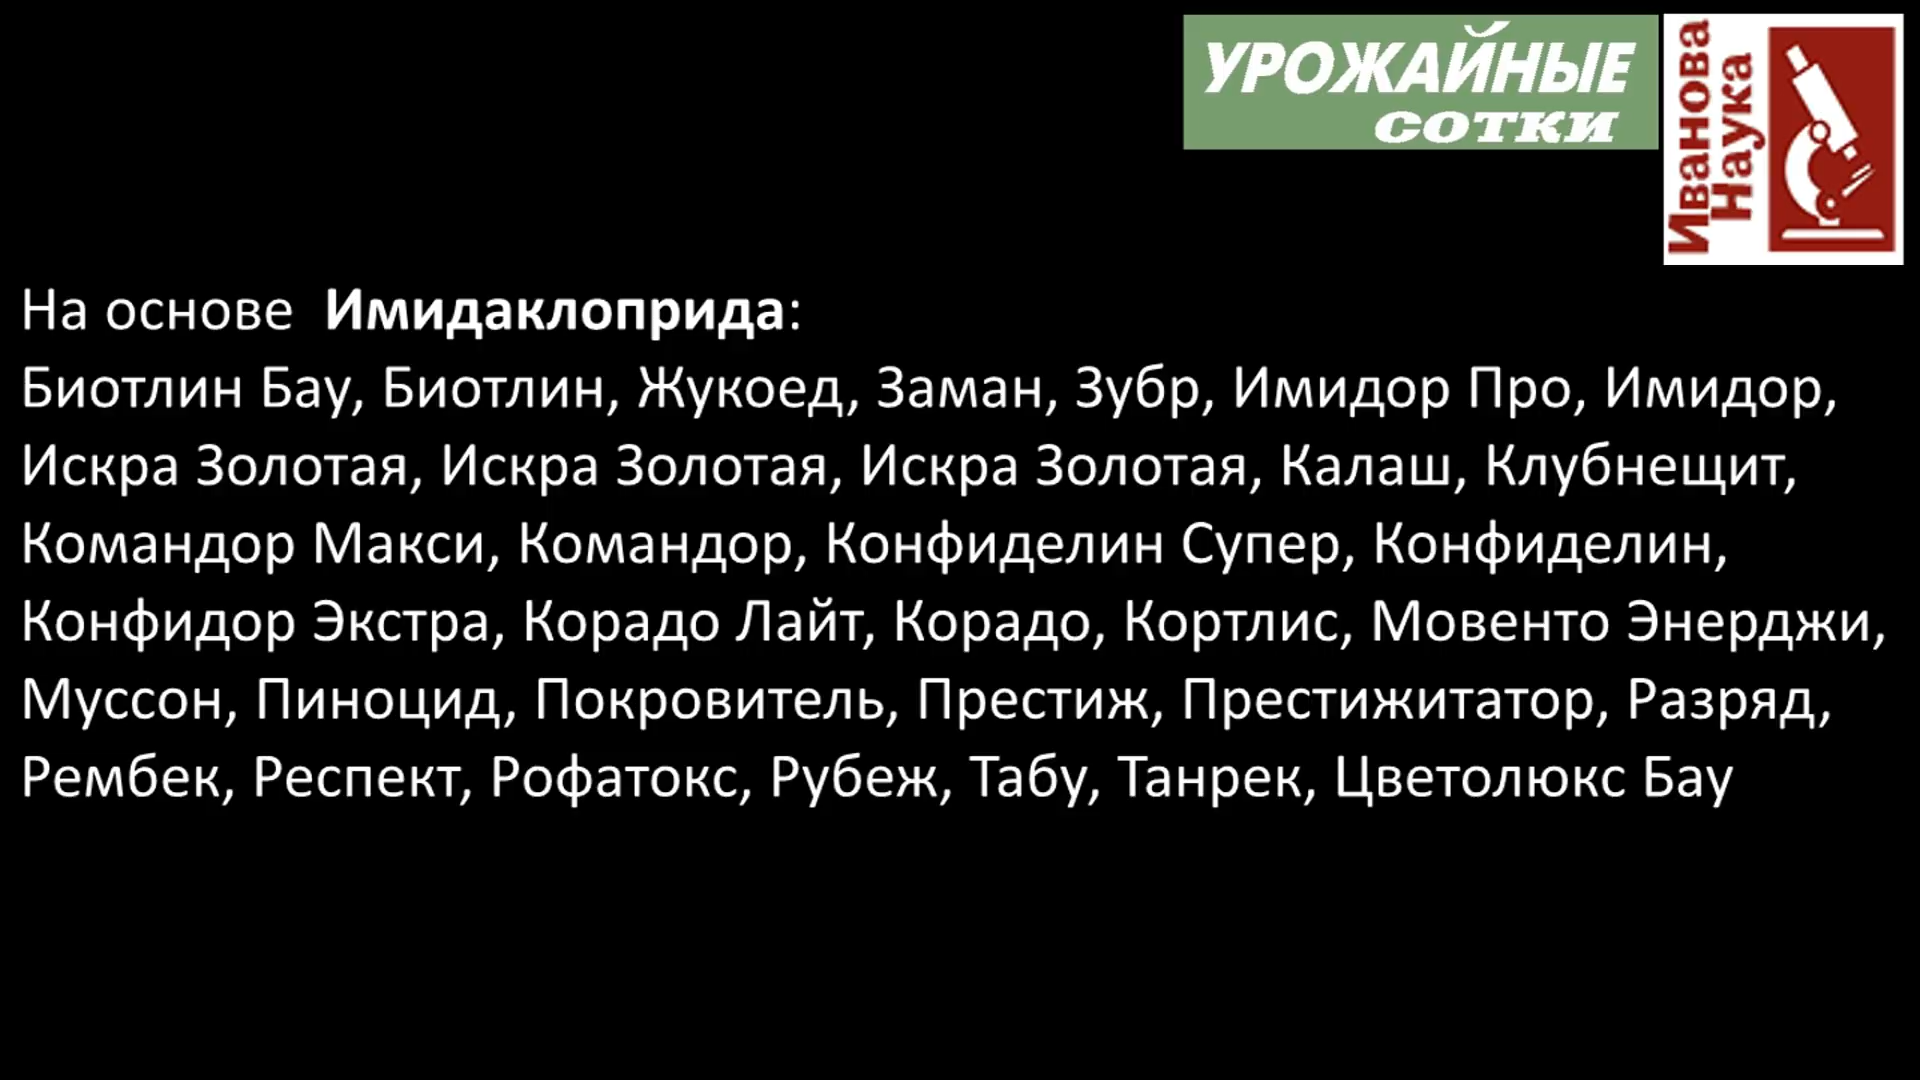 УРОЖАЙНЫЕ
сотки
Иванова
Наука
На основе Имидаклоприда:
Биотлин Бау, Биотлин, Жукоед, Заман, Зубр, Имидор Про, Имидор,
Искра Золотая, Искра Золотая, Искра Золотая, Калаш, Клубнещит,
Командор Макси, Командор, Конфиделин Супер, Конфиделин,
Конфидор Экстра, Корадо Лайт, Корадо, Кортлис, Мовенто Энерджи,
Муссон, Пиноцид, Покровитель, Престиж, Престижитатор, Разряд,
Рембек, Респект, Рофатокс, Рубеж, Табу, Танрек, Цветолюкс Бау